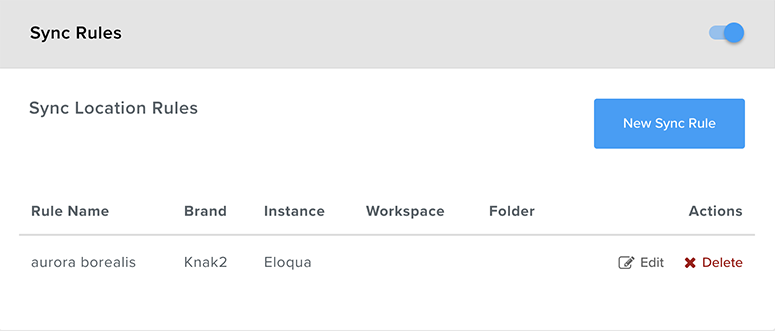 Sync Rules
Sync Location Rules
New Sync Rule
Rule Name Brand Instance Workspace Folder Actions
aurora borealis Knak2 Eloqua Edit Delete